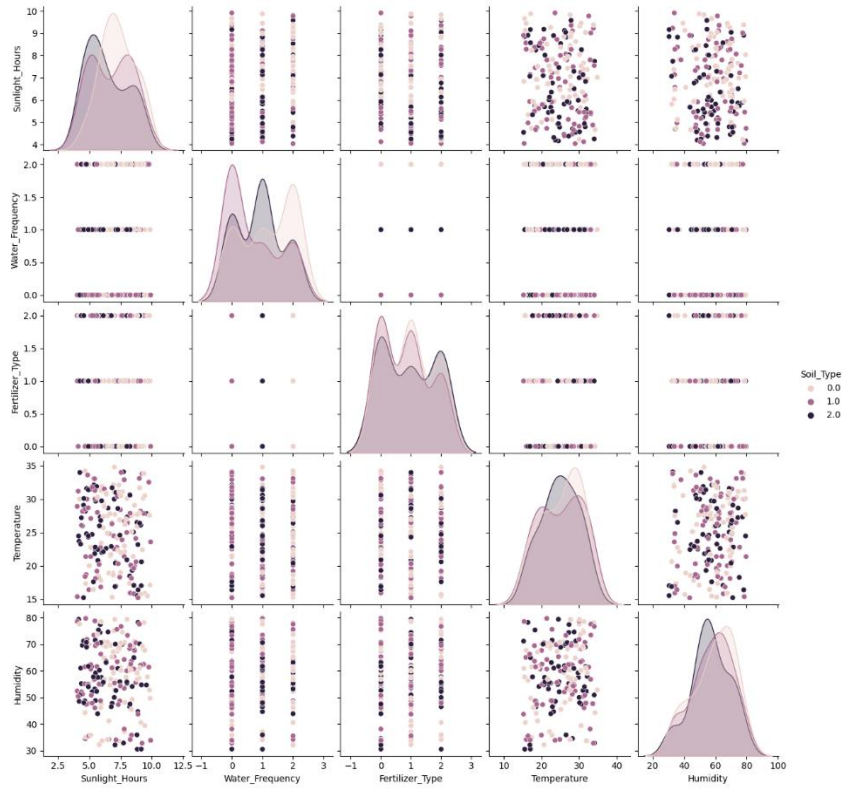 10
9
8
7
6
5
4
Sunlight_Hours
2.0
1.5
1.0
0.5
0.0
Water_Frequency
2.0
1.5
1.0
0.5
0.0
Fertilizer_Type
Soil_Type
0.0
1.0
2.0
35
30
25
20
15
Temperature
80
70
60
50
40
30
Humidity
2.5 5.0 7.5 10.0 12.5
Sunlight_Hours
−1 0 1 2 3
Water_Frequency
−1 0 1 2 3
Fertilizer_Type
10 20 30 40
Temperature
20 40 60 80 100
Humidity